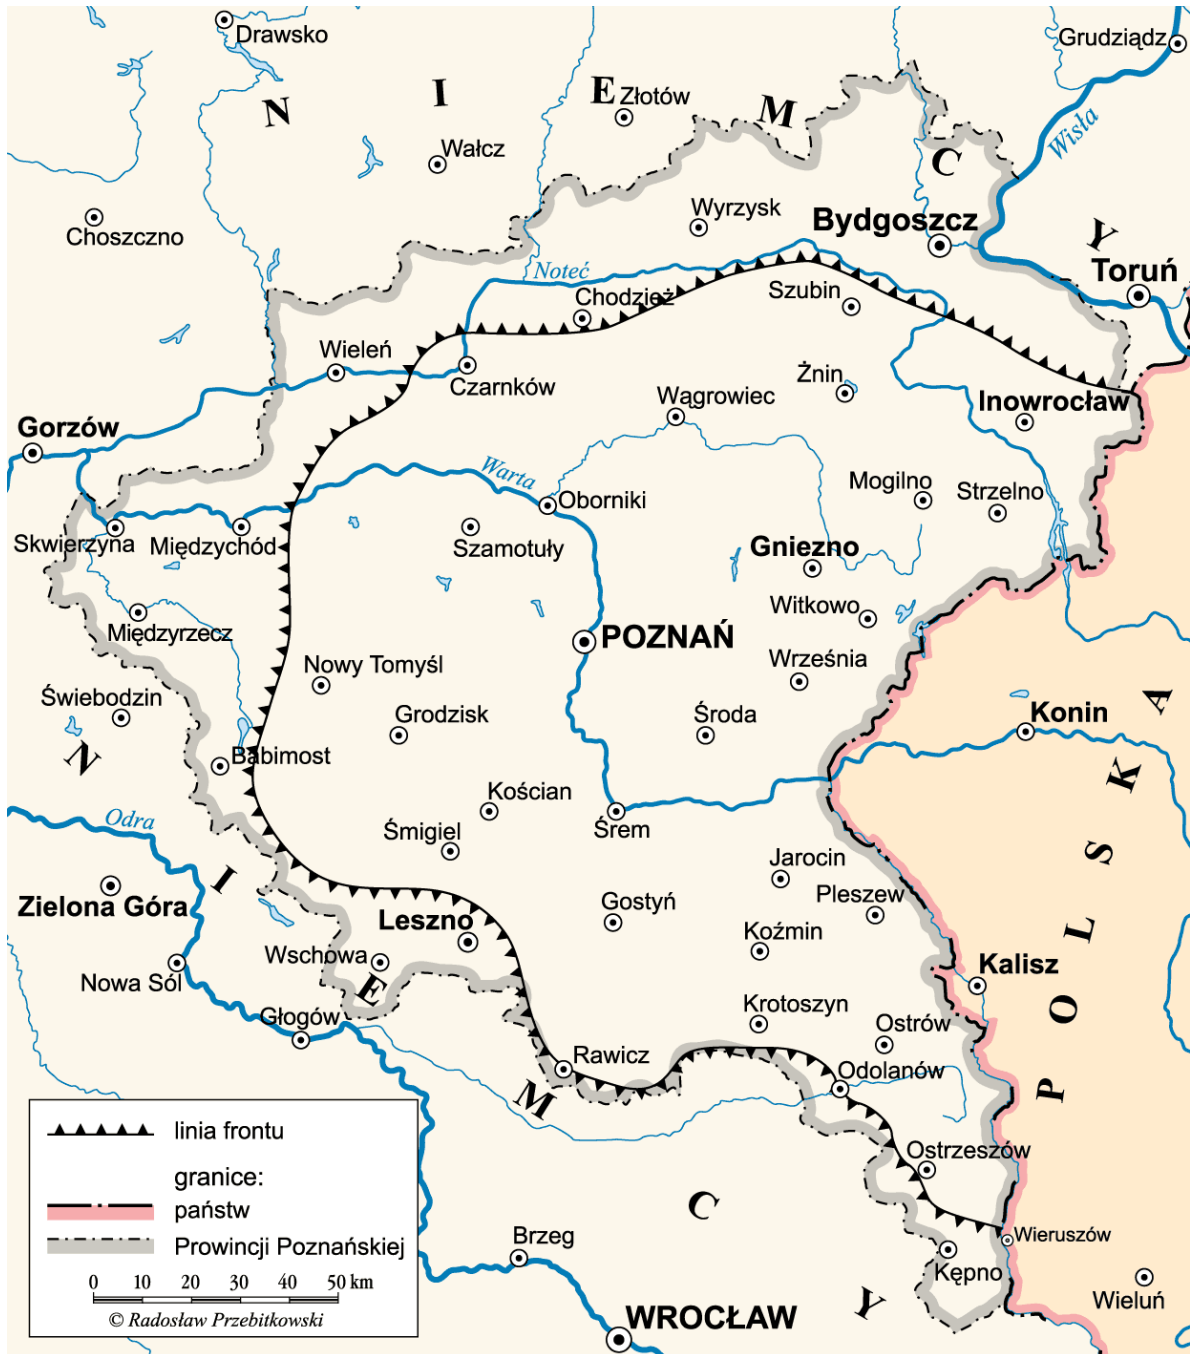 Drawsko
Grudziądz
N I E M C Y
Złotów
Wałcz
Wisła
Choszczno
Wyrzysk
Bydgoszcz
Noteć
Toruń
Chodzież
Szubin
Wieleń
Czarnków
Żnin
Wągrowiec
Inowrocław
Gorzów
Warta
Mogilno
Strzelno
Oborniki
Skwierzyna
Międzychód
Szamotuły
Gniezno
Witkowo
Międzyrzecz
POZNAŃ
Nowy Tomyśl
Września
Świebodzin
Grodzisk
Środa
Konin
POLSKA
N I E M C Y
Babimost
Kościan
Odra
Śmigiel
Śrem
Jarocin
Pleszew
Zielona Góra
Leszno
Gostyń
Koźmin
Wschowa
Kalisz
Nowa Sól
Głogów
Krotoszyn
Ostrów
Rawicz
Odolanów
Ostrzeszów
Brzeg
Wieruszów
Kępno
Wieluń
WROCŁAW
linia frontu
granice:
państw
Prowincji Poznańskiej
0 10 20 30 40 50 km
© Radosław Przebitkowski